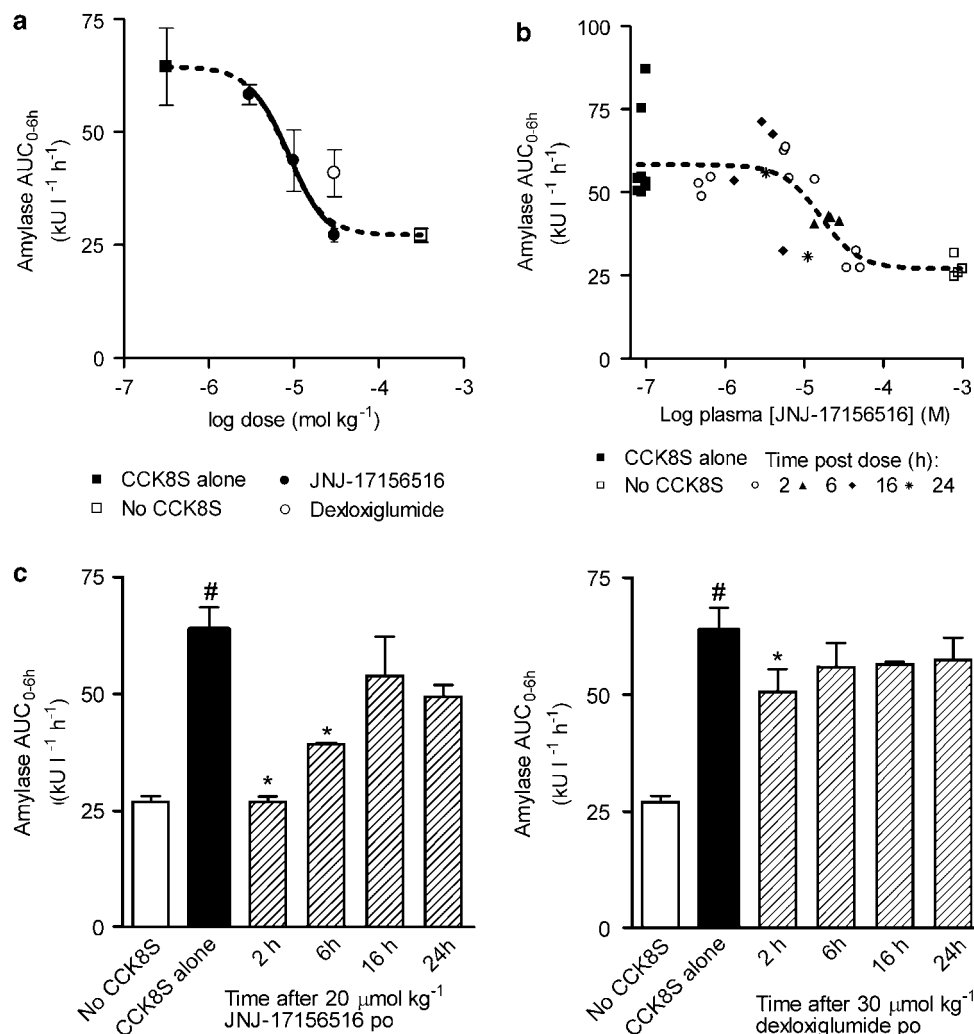 a
Amylase AUC0-6h
(kU l -1 h-1)
75
50
25
0
-7 -6 -5 -4 -3
log dose (mol kg-1)
■ CCK8S alone ● JNJ-17156516
□ No CCK8S ○ Dexloxiglumide
b
Amylase AUC0-6h
(kU l -1 h-1)
100
75
50
25
0
-7 -6 -5 -4 -3
Log plasma [JNJ-17156516] (M)
■ CCK8S alone Time post dose (h):
□ No CCK8S ○ 2 ▲ 6 ◆ 16 * 24
c
Amylase AUC0-6h
((kU l -1 h-1)
75
50
25
0
#
*
*
No CCK8S
CCK8S alone
2 h
6h
16 h
24h
Time after 20 μmol kg-1
JNJ-17156516 po
Amylase AUC0-6h
(kU l -1 h-1)
75
50
25
0
#
*
No CCK8S
CCK8S alone
2 h
6h
16 h
24h
Time after 30 μmol kg-1
dexloxiglumide po